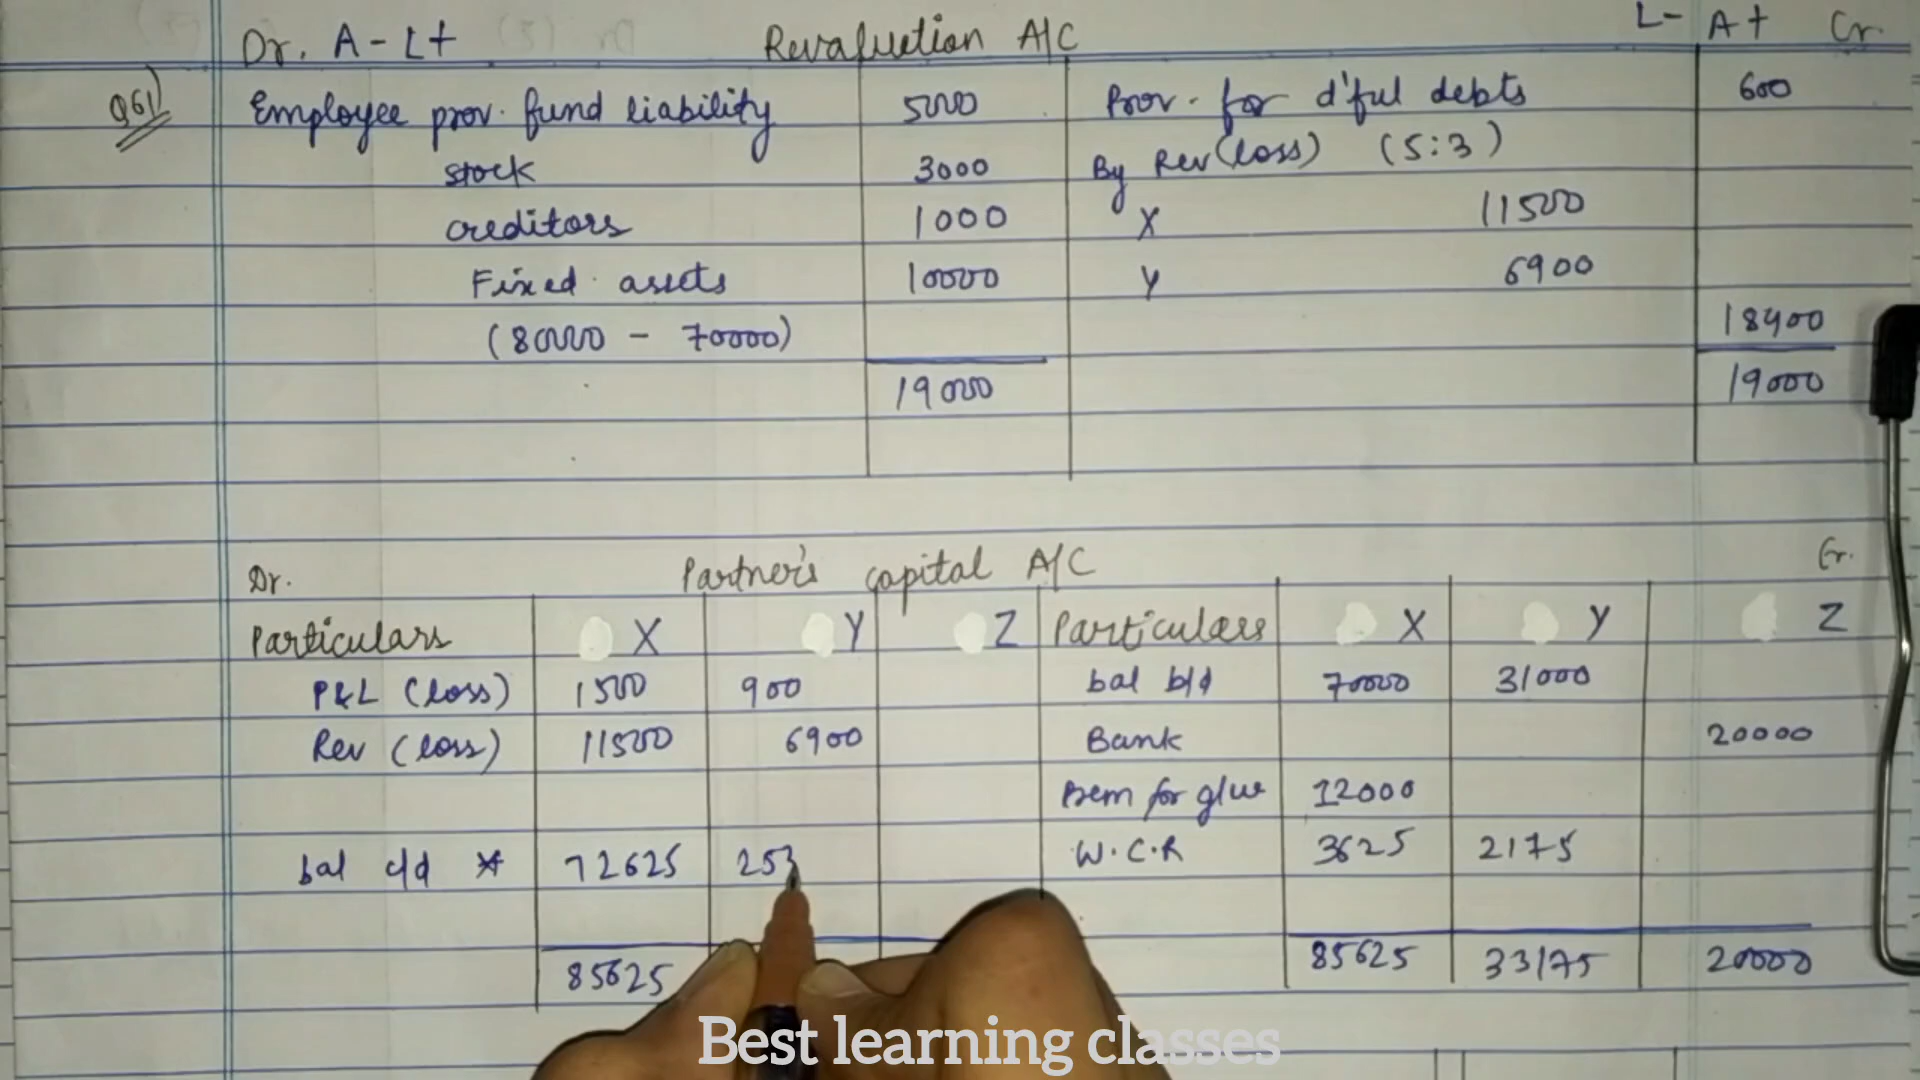 Dr. A-L+ Revaluation A/C L- A+ Cr.
Q61) Employee prov. fund liability 5000 Prov. for d'ful debts 600
stock 3000 By Rev (loss) (5:3)
creditors 1000 X 11500
Fixed assets 10000 Y 6900
(80000 - 70000) 18400
19000 19000
Dr. Partner's capital A/C Cr.
Particulars X Y Z Particulars X Y Z
P&L (loss) 1500 900 bal b/d 70000 31000
Rev (loss) 11500 6900 Bank 20000
Prem for g/w 12000
bal c/d * 72625 253 W.C.R 3625 2175
85625 85625 33175 20000
Best learning classes